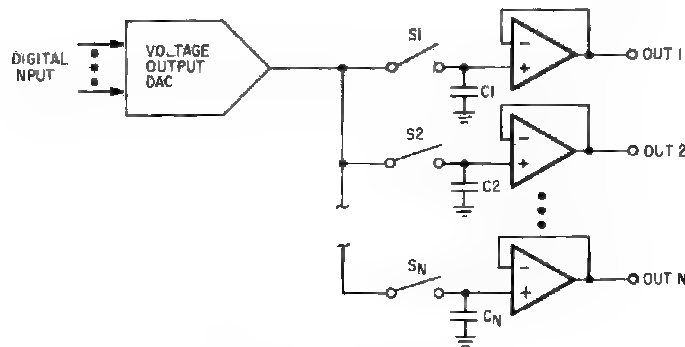 DIGITAL
INPUT
VOLTAGE
OUTPUT
DAC
S1
C1
- 
+
OUT 1
S2
C2
-
+
OUT 2
SN
CN
-
+
OUT N